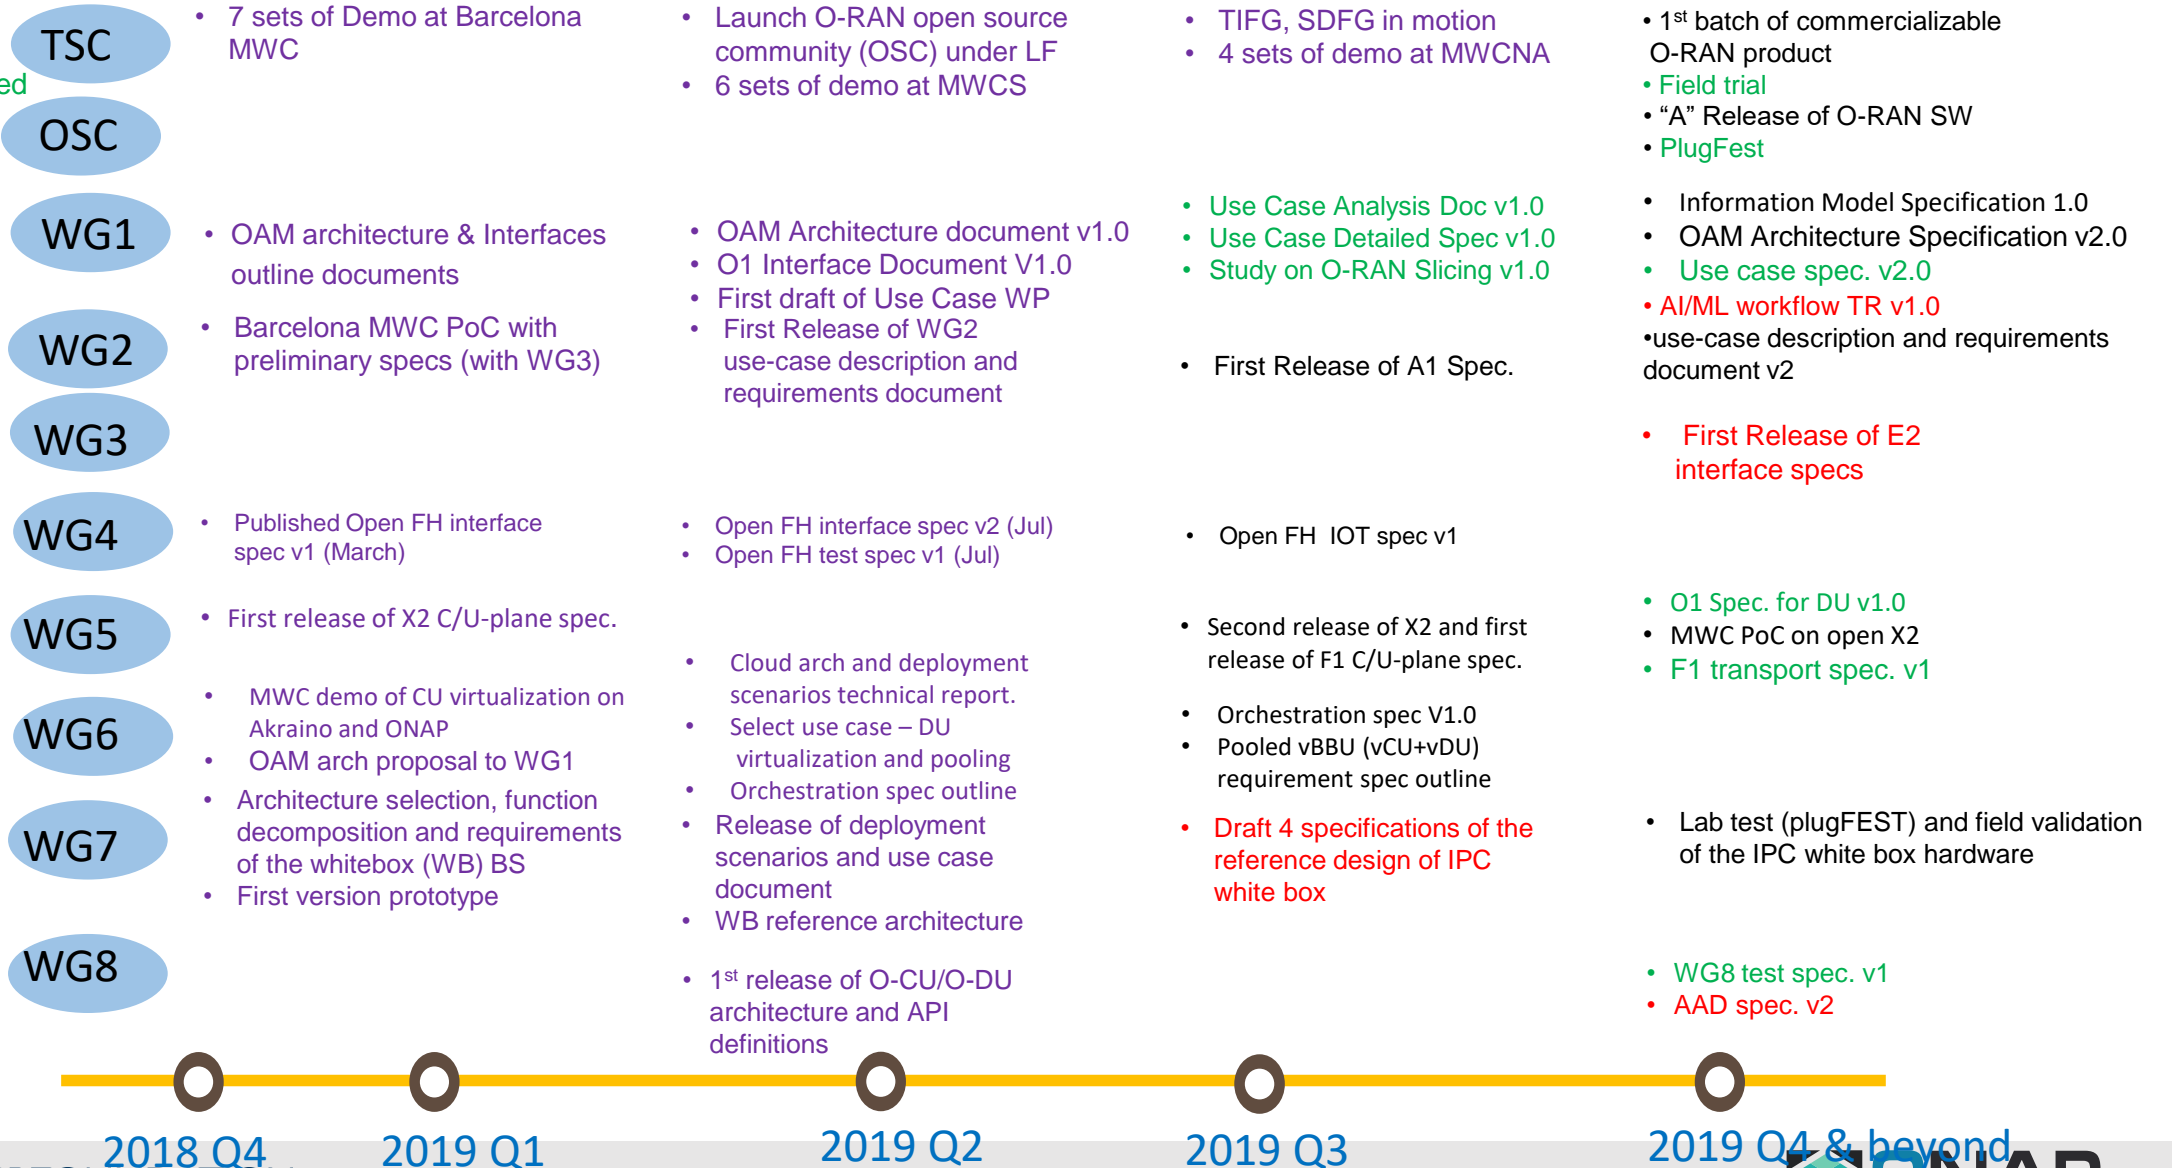 TSC
ed
OSC
WG1
WG2
WG3
WG4
WG5
WG6
WG7
WG8
• 7 sets of Demo at Barcelona
MWC
• OAM architecture & Interfaces
outline documents
• Barcelona MWC PoC with
preliminary specs (with WG3)
• Published Open FH interface
spec v1 (March)
• First release of X2 C/U-plane spec.
• MWC demo of CU virtualization on
Akraino and ONAP
• OAM arch proposal to WG1
• Architecture selection, function
decomposition and requirements
of the whitebox (WB) BS
• First version prototype
• Launch O-RAN open source
community (OSC) under LF
• 6 sets of demo at MWCS
• OAM Architecture document v1.0
• O1 Interface Document V1.0
• First draft of Use Case WP
• First Release of WG2
use-case description and
requirements document
• Open FH interface spec v2 (Jul)
• Open FH test spec v1 (Jul)
• Cloud arch and deployment
scenarios technical report.
• Select use case – DU
virtualization and pooling
• Orchestration spec outline
• Release of deployment
scenarios and use case
document
• WB reference architecture
• 1st release of O-CU/O-DU
architecture and API
definitions
• TIFG, SDFG in motion
• 4 sets of demo at MWCNA
• Use Case Analysis Doc v1.0
• Use Case Detailed Spec v1.0
• Study on O-RAN Slicing v1.0
• First Release of A1 Spec.
• Open FH IOT spec v1
• Second release of X2 and first
release of F1 C/U-plane spec.
• Orchestration spec V1.0
• Pooled vBBU (vCU+vDU)
requirement spec outline
• Draft 4 specifications of the
reference design of IPC
white box
• 1st batch of commercializable
O-RAN product
• Field trial
• “A” Release of O-RAN SW
• PlugFest
• Information Model Specification 1.0
• OAM Architecture Specification v2.0
• Use case spec. v2.0
• AI/ML workflow TR v1.0
•use-case description and requirements
document v2
• First Release of E2
interface specs
• O1 Spec. for DU v1.0
• MWC PoC on open X2
• F1 transport spec. v1
• Lab test (plugFEST) and field validation
of the IPC white box hardware
• WG8 test spec. v1
• AAD spec. v2
2018 Q4
2019 Q1
2019 Q2
2019 Q3
2019 Q4 & beyond